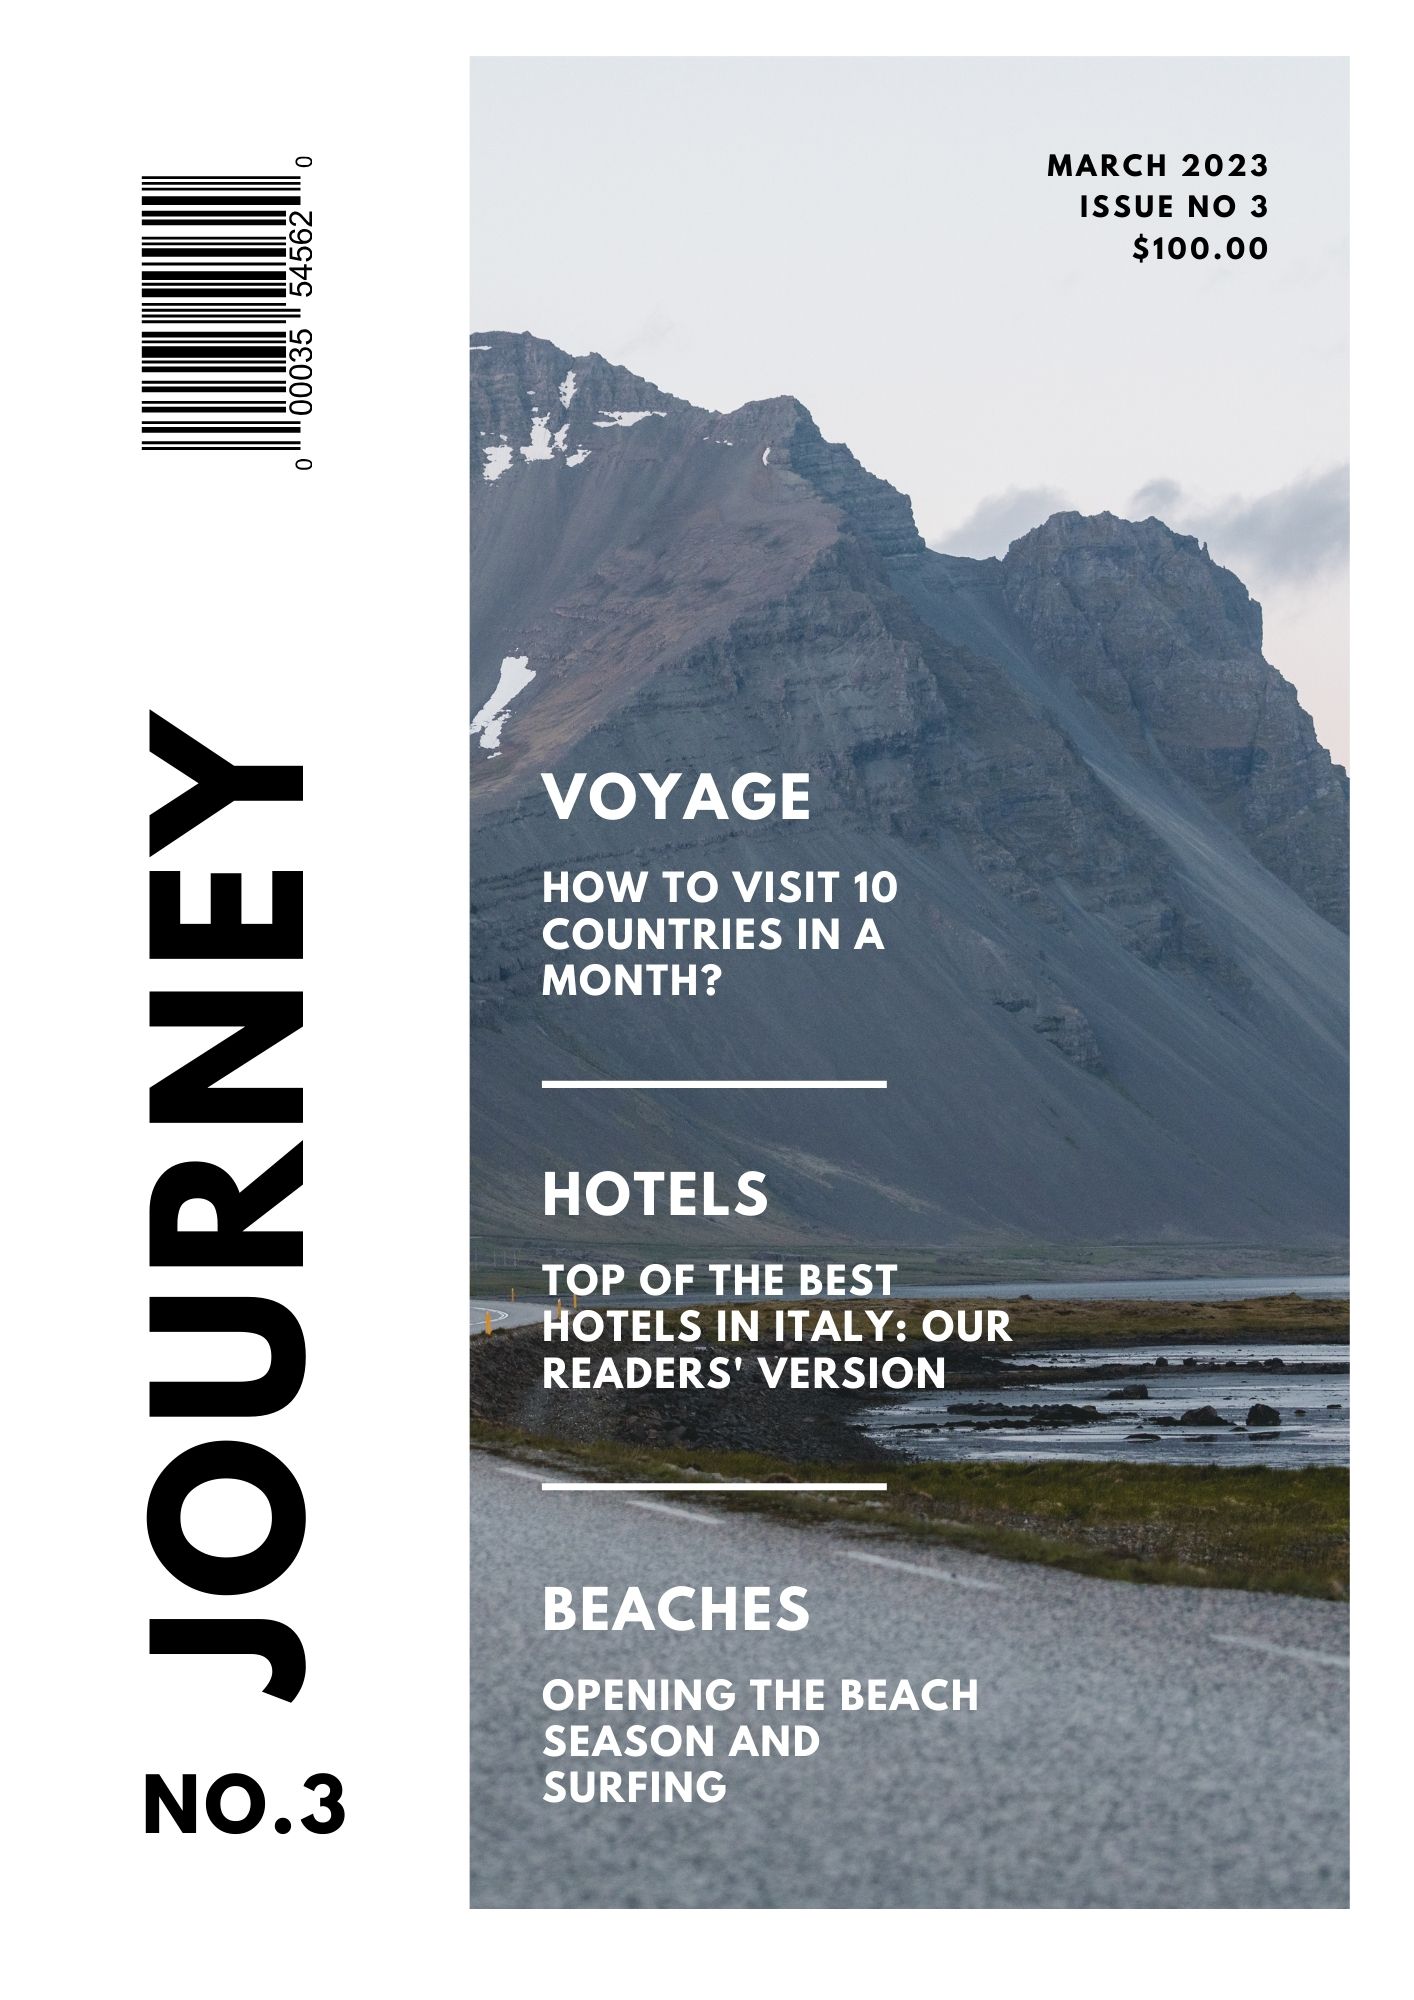 0 00035 54562 0
JOURNEY
NO.3
MARCH 2023
ISSUE NO 3
$100.00
VOYAGE
HOW TO VISIT 10
COUNTRIES IN A
MONTH?
HOTELS
TOP OF THE BEST
HOTELS IN ITALY: OUR
READERS' VERSION
BEACHES
OPENING THE BEACH
SEASON AND
SURFING